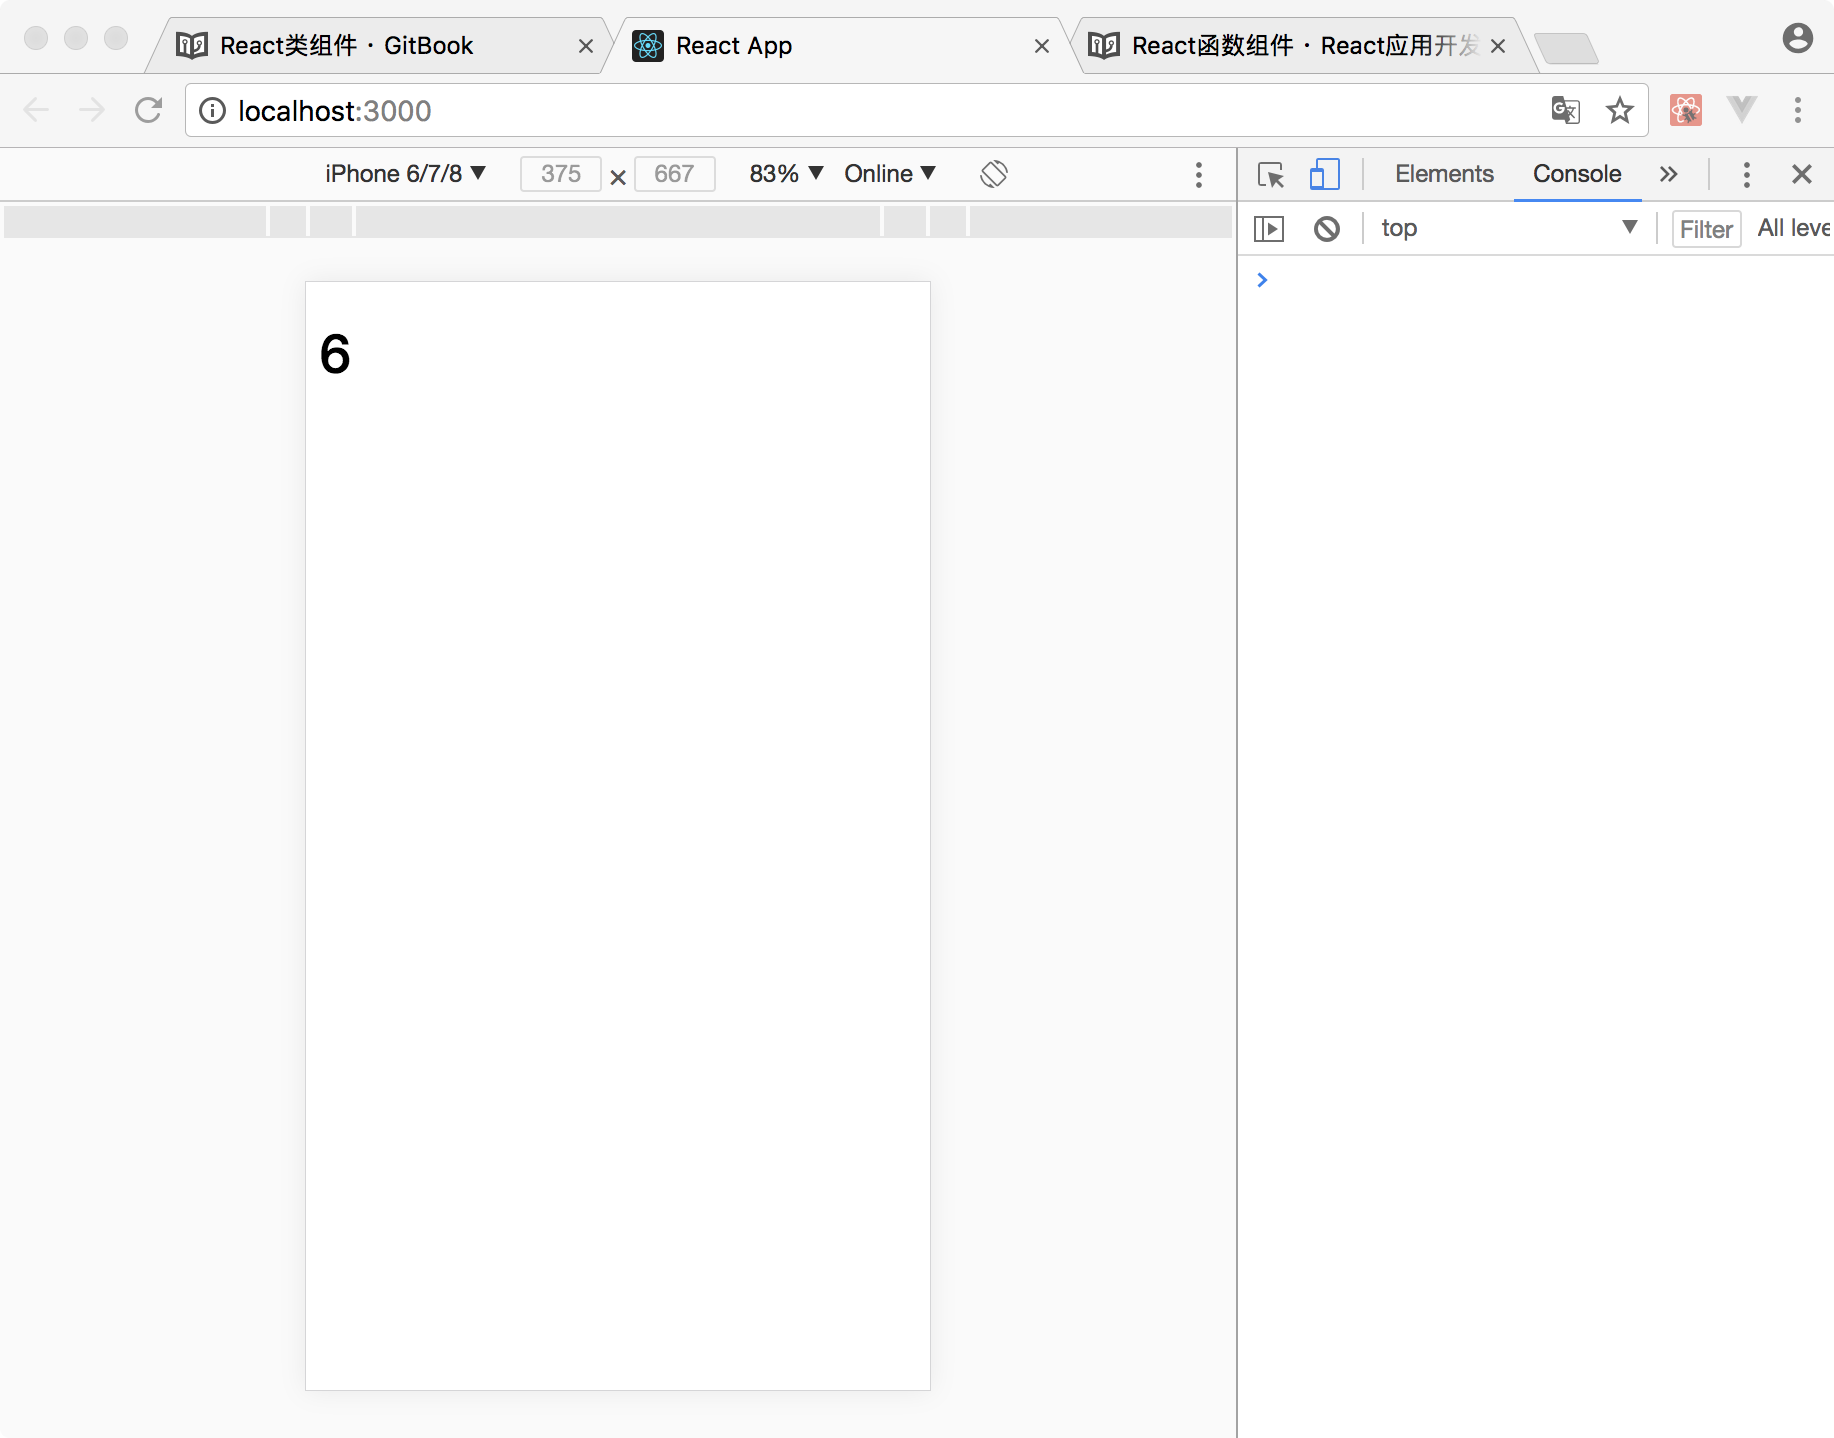 React类组件 · GitBook
React App
React函数组件 · React应用开发
localhost:3000
iPhone 6/7/8 375 × 667 83% Online
Elements Console
top Filter All leve
6